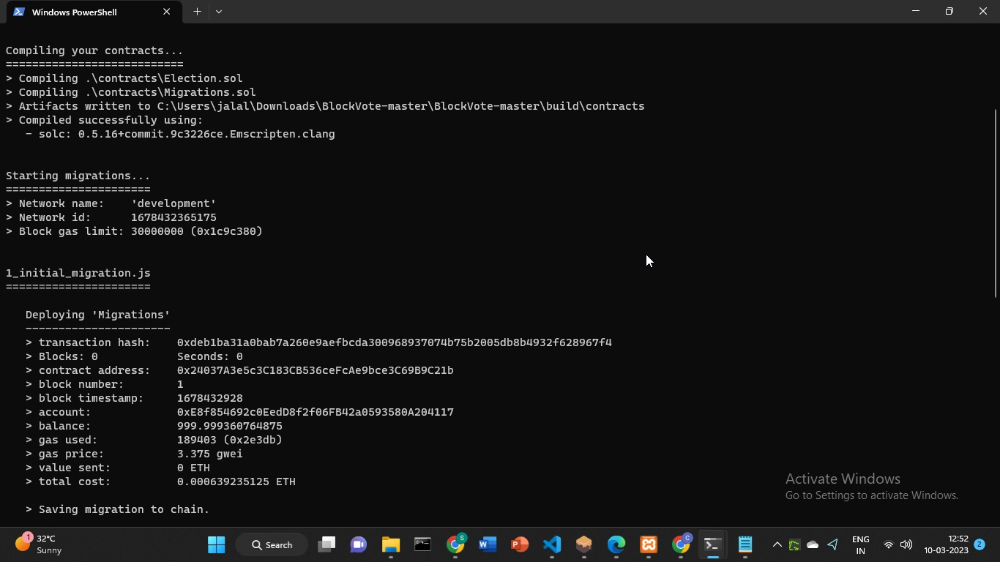 Windows PowerShell
Compiling your contracts...
===========================
> Compiling .\contracts\Election.sol
> Compiling .\contracts\Migrations.sol
> Artifacts written to C:\Users\jalal\Downloads\BlockVote-master\BlockVote-master\build\contracts
> Compiled successfully using:
- solc: 0.5.16+commit.9c3226ce.Emscripten.clang
Starting migrations...
======================
> Network name: 'development'
> Network id: 1678432365175
> Block gas limit: 30000000 (0x1c9c380)
1_initial_migration.js
======================
Deploying 'Migrations'
----------------------
> transaction hash: 0xdeb1ba31a0bab7a260e9aefbcda300968937074b75b2005db8b4932f628967f4
> Blocks: 0 Seconds: 0
> contract address: 0x24037A3e5c3C183CB536ceFcAe9bce3C69B9C21b
> block number: 1
> block timestamp: 1678432928
> account: 0xE8f854692c0EedD8f2f06FB42a0593580A204117
> balance: 999.999360764875
> gas used: 189403 (0x2e3db)
> gas price: 3.375 gwei
> value sent: 0 ETH
> total cost: 0.000639235125 ETH
> Saving migration to chain.
Activate Windows
Go to Settings to activate Windows.
1
32°C
Sunny
Search
S
W
P
C
ENG
IN
12:52
10-03-2023
2